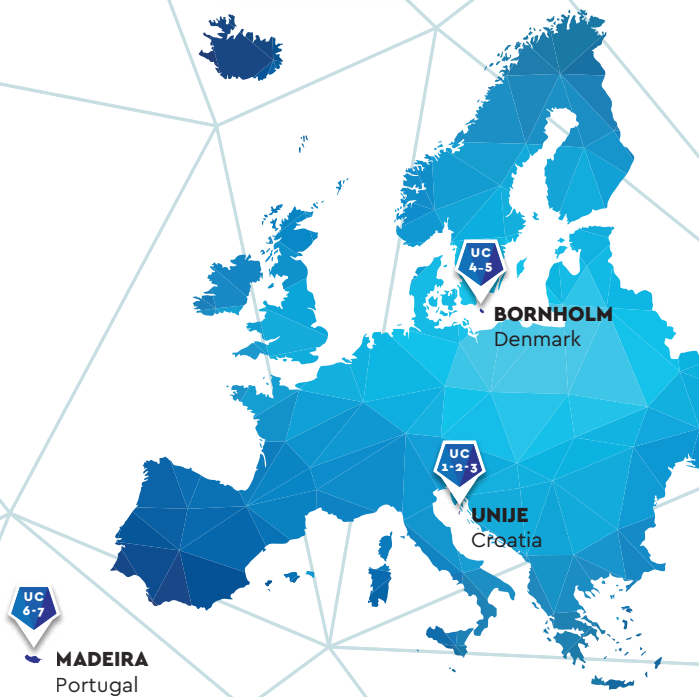 UC
4-5
BORNHOLM
Denmark
UC
1-2-3
UNIJE
Croatia
UC
6-7
MADEIRA
Portugal